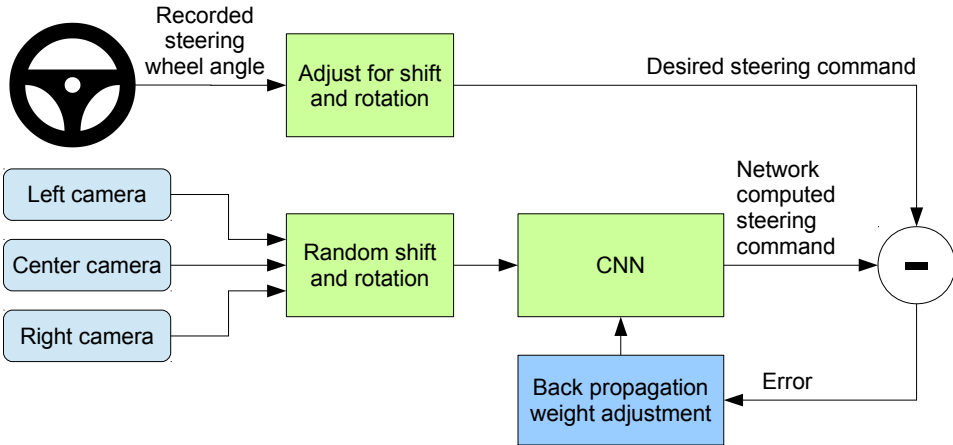 Recorded
steering
wheel angle
Adjust for shift
and rotation
Desired steering command
Left camera
Center camera
Right camera
Random shift
and rotation
CNN
Network
computed
steering
command
-
Back propagation
weight adjustment
Error